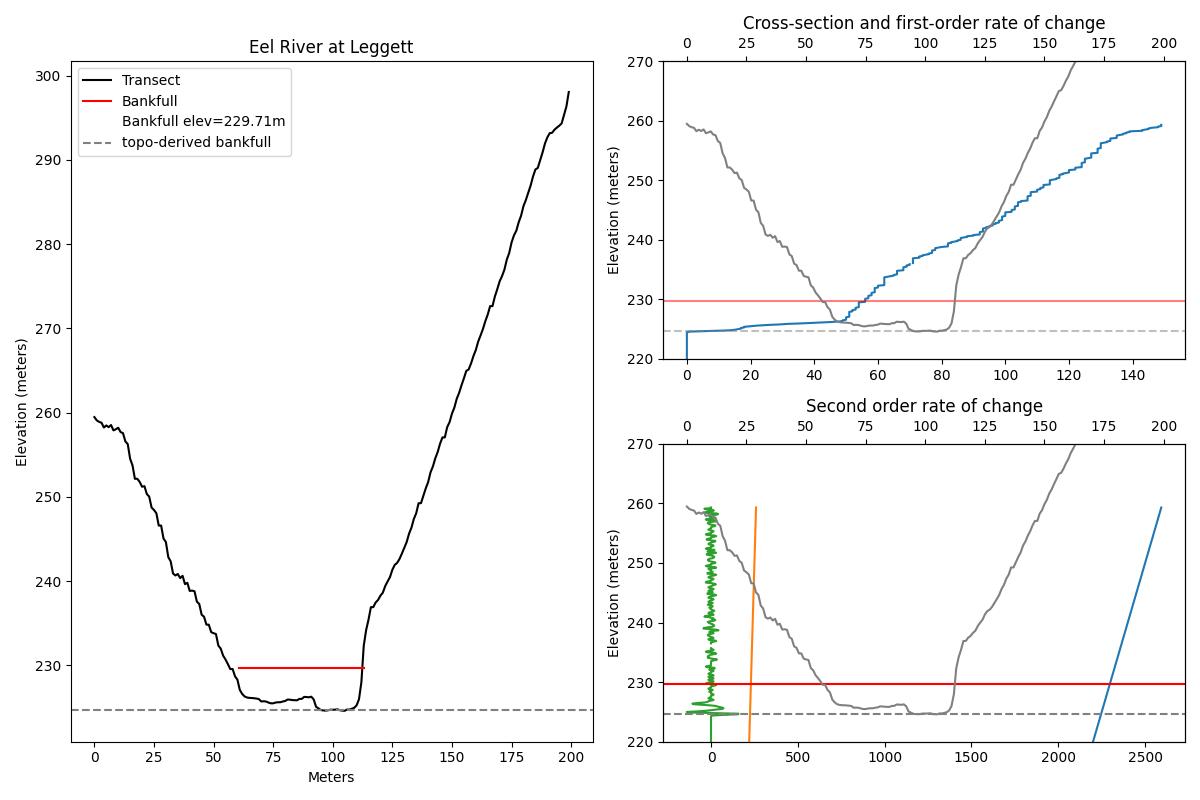 Eel River at Leggett
Transect
Bankfull
Bankfull elev=229.71m
topo-derived bankfull
300
290
280
270
260
250
240
230
Elevation (meters)
0 25 50 75 100 125 150 175 200
Meters
Cross-section and first-order rate of change
0 25 50 75 100 125 150 175 200
270
260
250
240
230
220
Elevation (meters)
0 20 40 60 80 100 120 140
Second order rate of change
0 25 50 75 100 125 150 175 200
270
260
250
240
230
220
Elevation (meters)
0 500 1000 1500 2000 2500